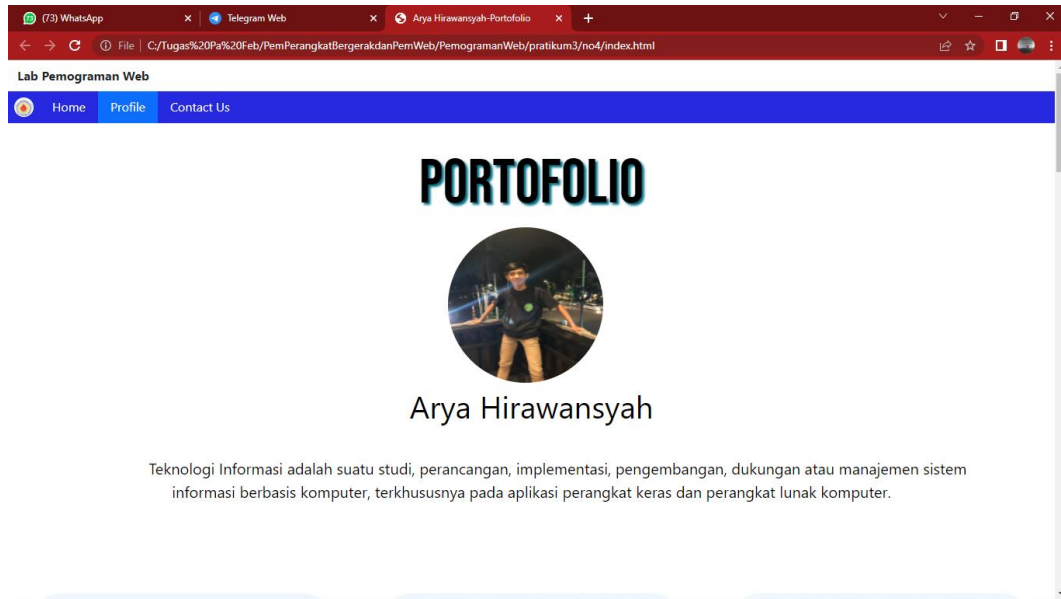 (73) WhatsApp
Telegram Web
Arya Hirawansyah-Portofolio
File
C:/Tugas%20Pa%20Feb/PemPerangkatBergerakdanPemWeb/PemogramanWeb/pratikum3/no4/index.html
Lab Pemograman Web
Home
Profile
Contact Us
PORTOFOLIO
Arya Hirawansyah
Teknologi Informasi adalah suatu studi, perancangan, implementasi, pengembangan, dukungan atau manajemen sistem
informasi berbasis komputer, terkhususnya pada aplikasi perangkat keras dan perangkat lunak komputer.